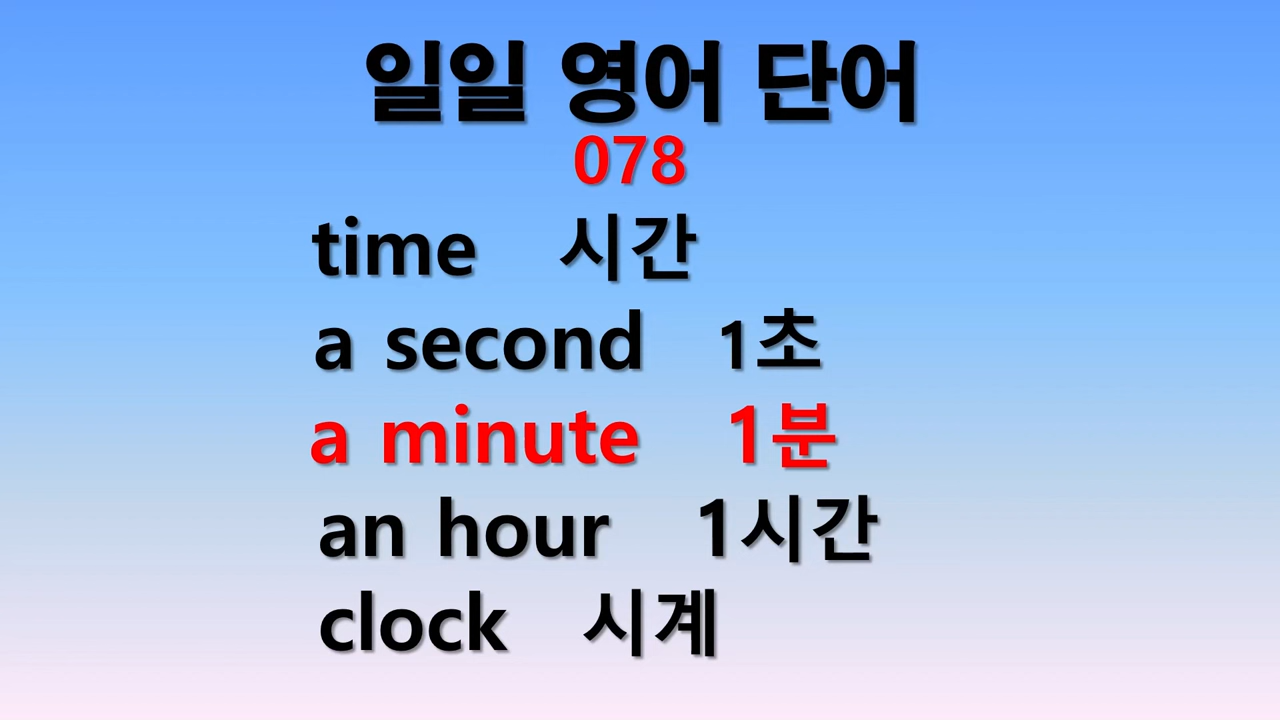 일일 영어 단어
078
time 시간
a second 1초
a minute 1분
an hour 1시간
clock 시계